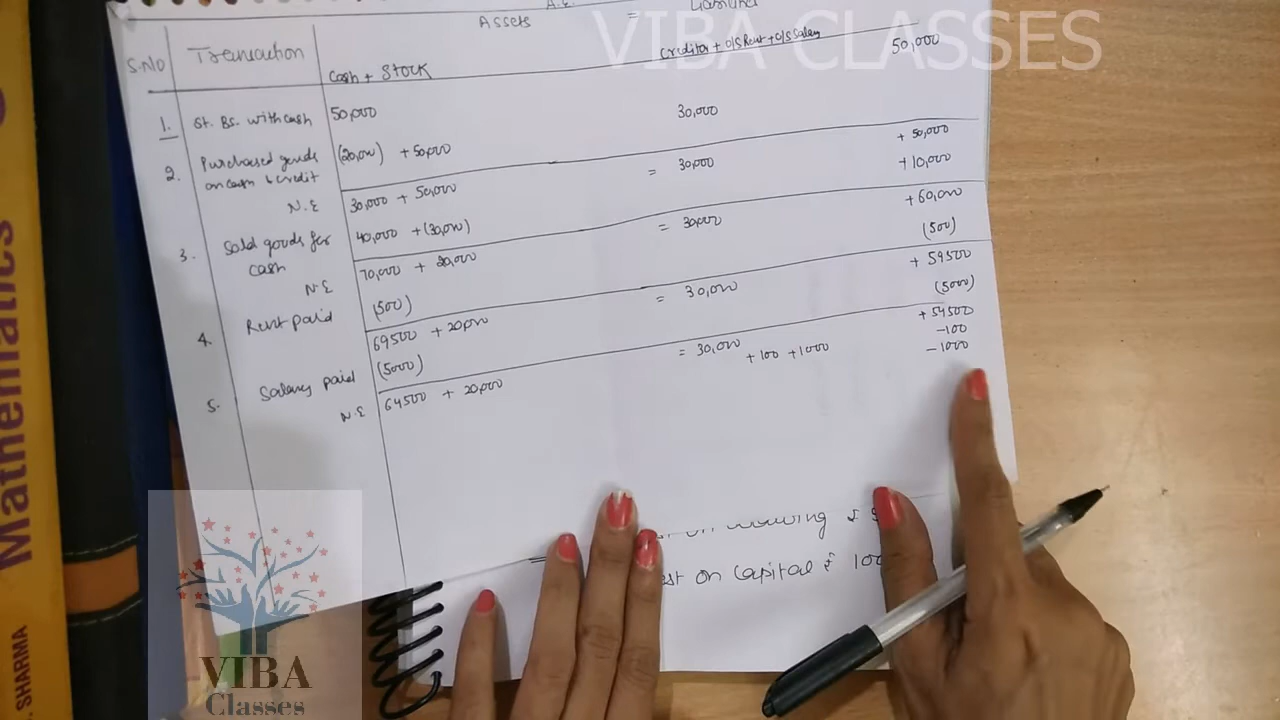 VIBA CLASSES
Assets = Liabilities
S.No Transaction Cash + Stock Creditor + O/S Rent + O/S Salary 50,000
1. St. Bs. with cash 50,000
30,000
2. Purchased goods (20,000) + 50,000 + 50,000
on cash & credit + 10,000
N.E 30,000 + 50,000 = 30,000
3. Sold goods for 40,000 + (30,000) + 60,000
cash (500)
N.E 70,000 + 20,000 = 30,000
4. Rent paid (500) + 59500
69500 + 20,000 = 30,000 (5000)
5. Salary paid (5000) + 54500
N.E 64500 + 20,000 = 30,000 + 100 + 1000 -100
-1000
on drawing
est on Capital ₹ 100
Mathematics
SHARMA
VIBA
Classes